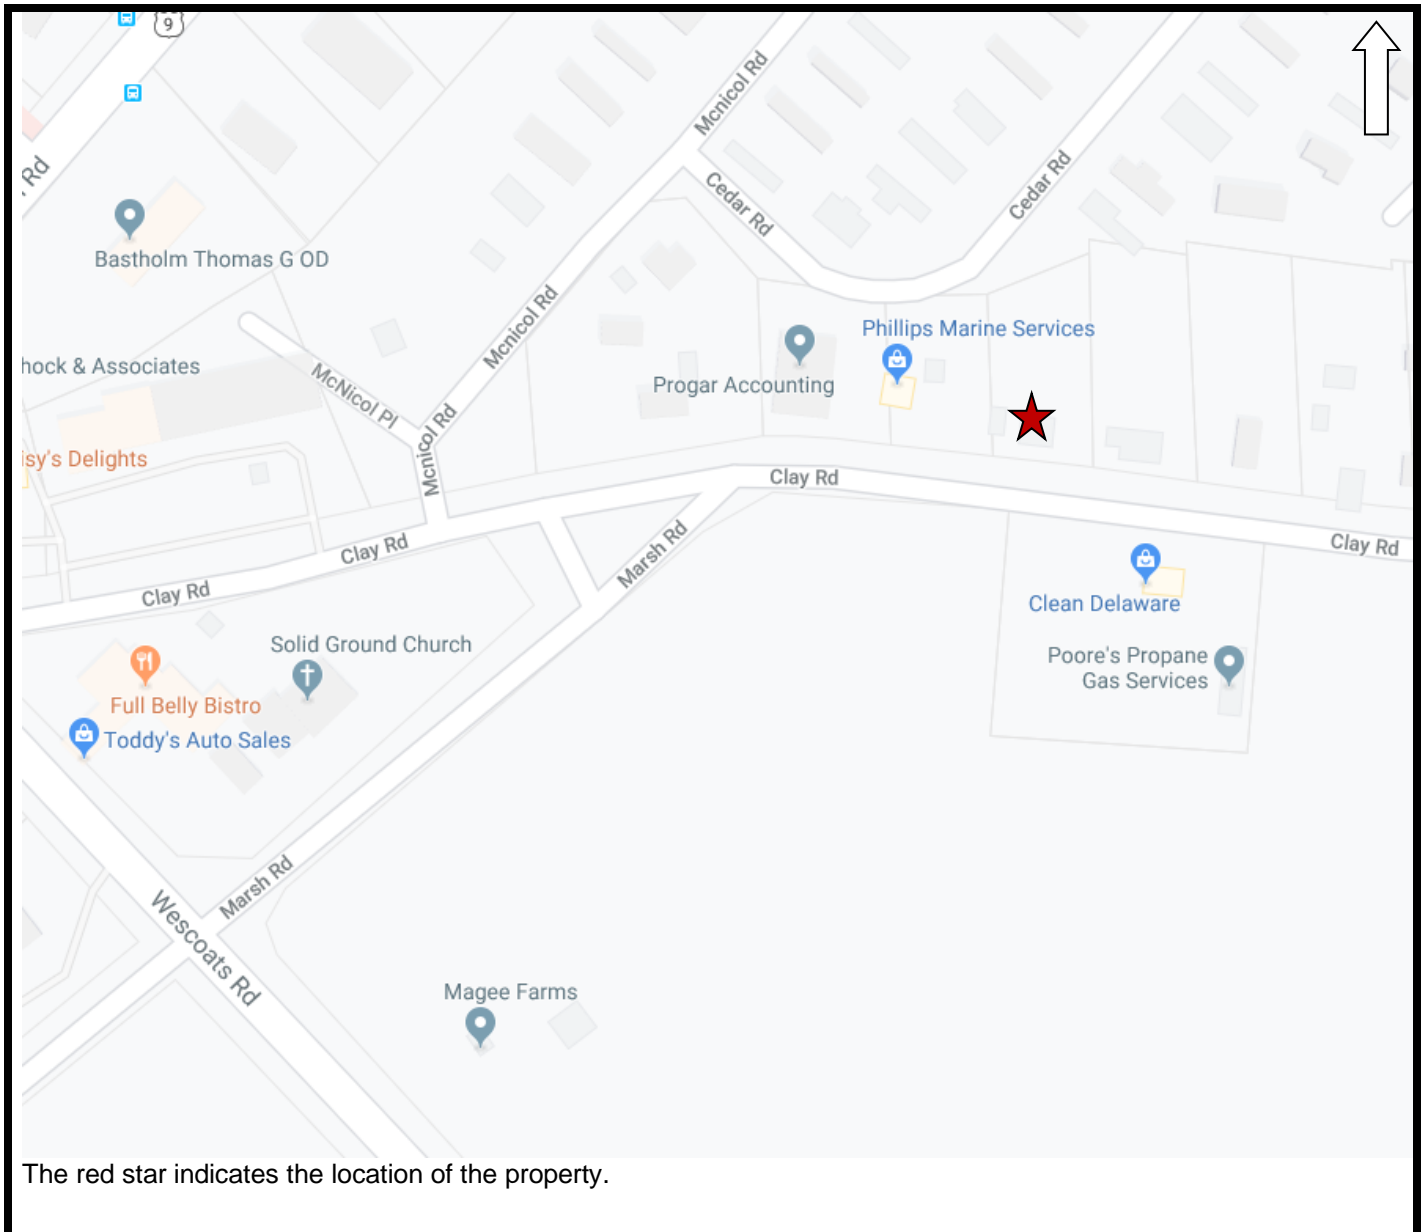 9
Mcnicol Rd
Rd
Cedar Rd
Cedar Rd
Bastholm Thomas G OD
Mcnicol Rd
Phillips Marine Services
hock & Associates
McNicol Pl
Progar Accounting
Mcnicol Rd
isy's Delights
Clay Rd
Clay Rd
Marsh Rd
Clay Rd
Clay Rd
Clean Delaware
Solid Ground Church
Poore's Propane
Gas Services
Full Belly Bistro
Toddy's Auto Sales
Marsh Rd
Wescoats Rd
Magee Farms
The red star indicates the location of the property.